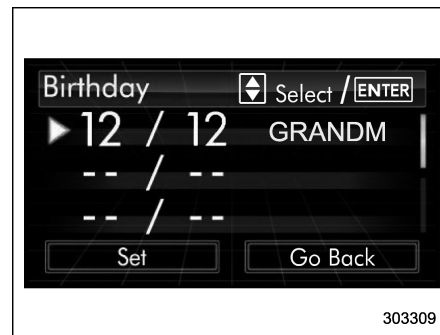 Birthday Select / ENTER
12 / 12 GRANDM
-- / --
-- / --
Set Go Back
303309